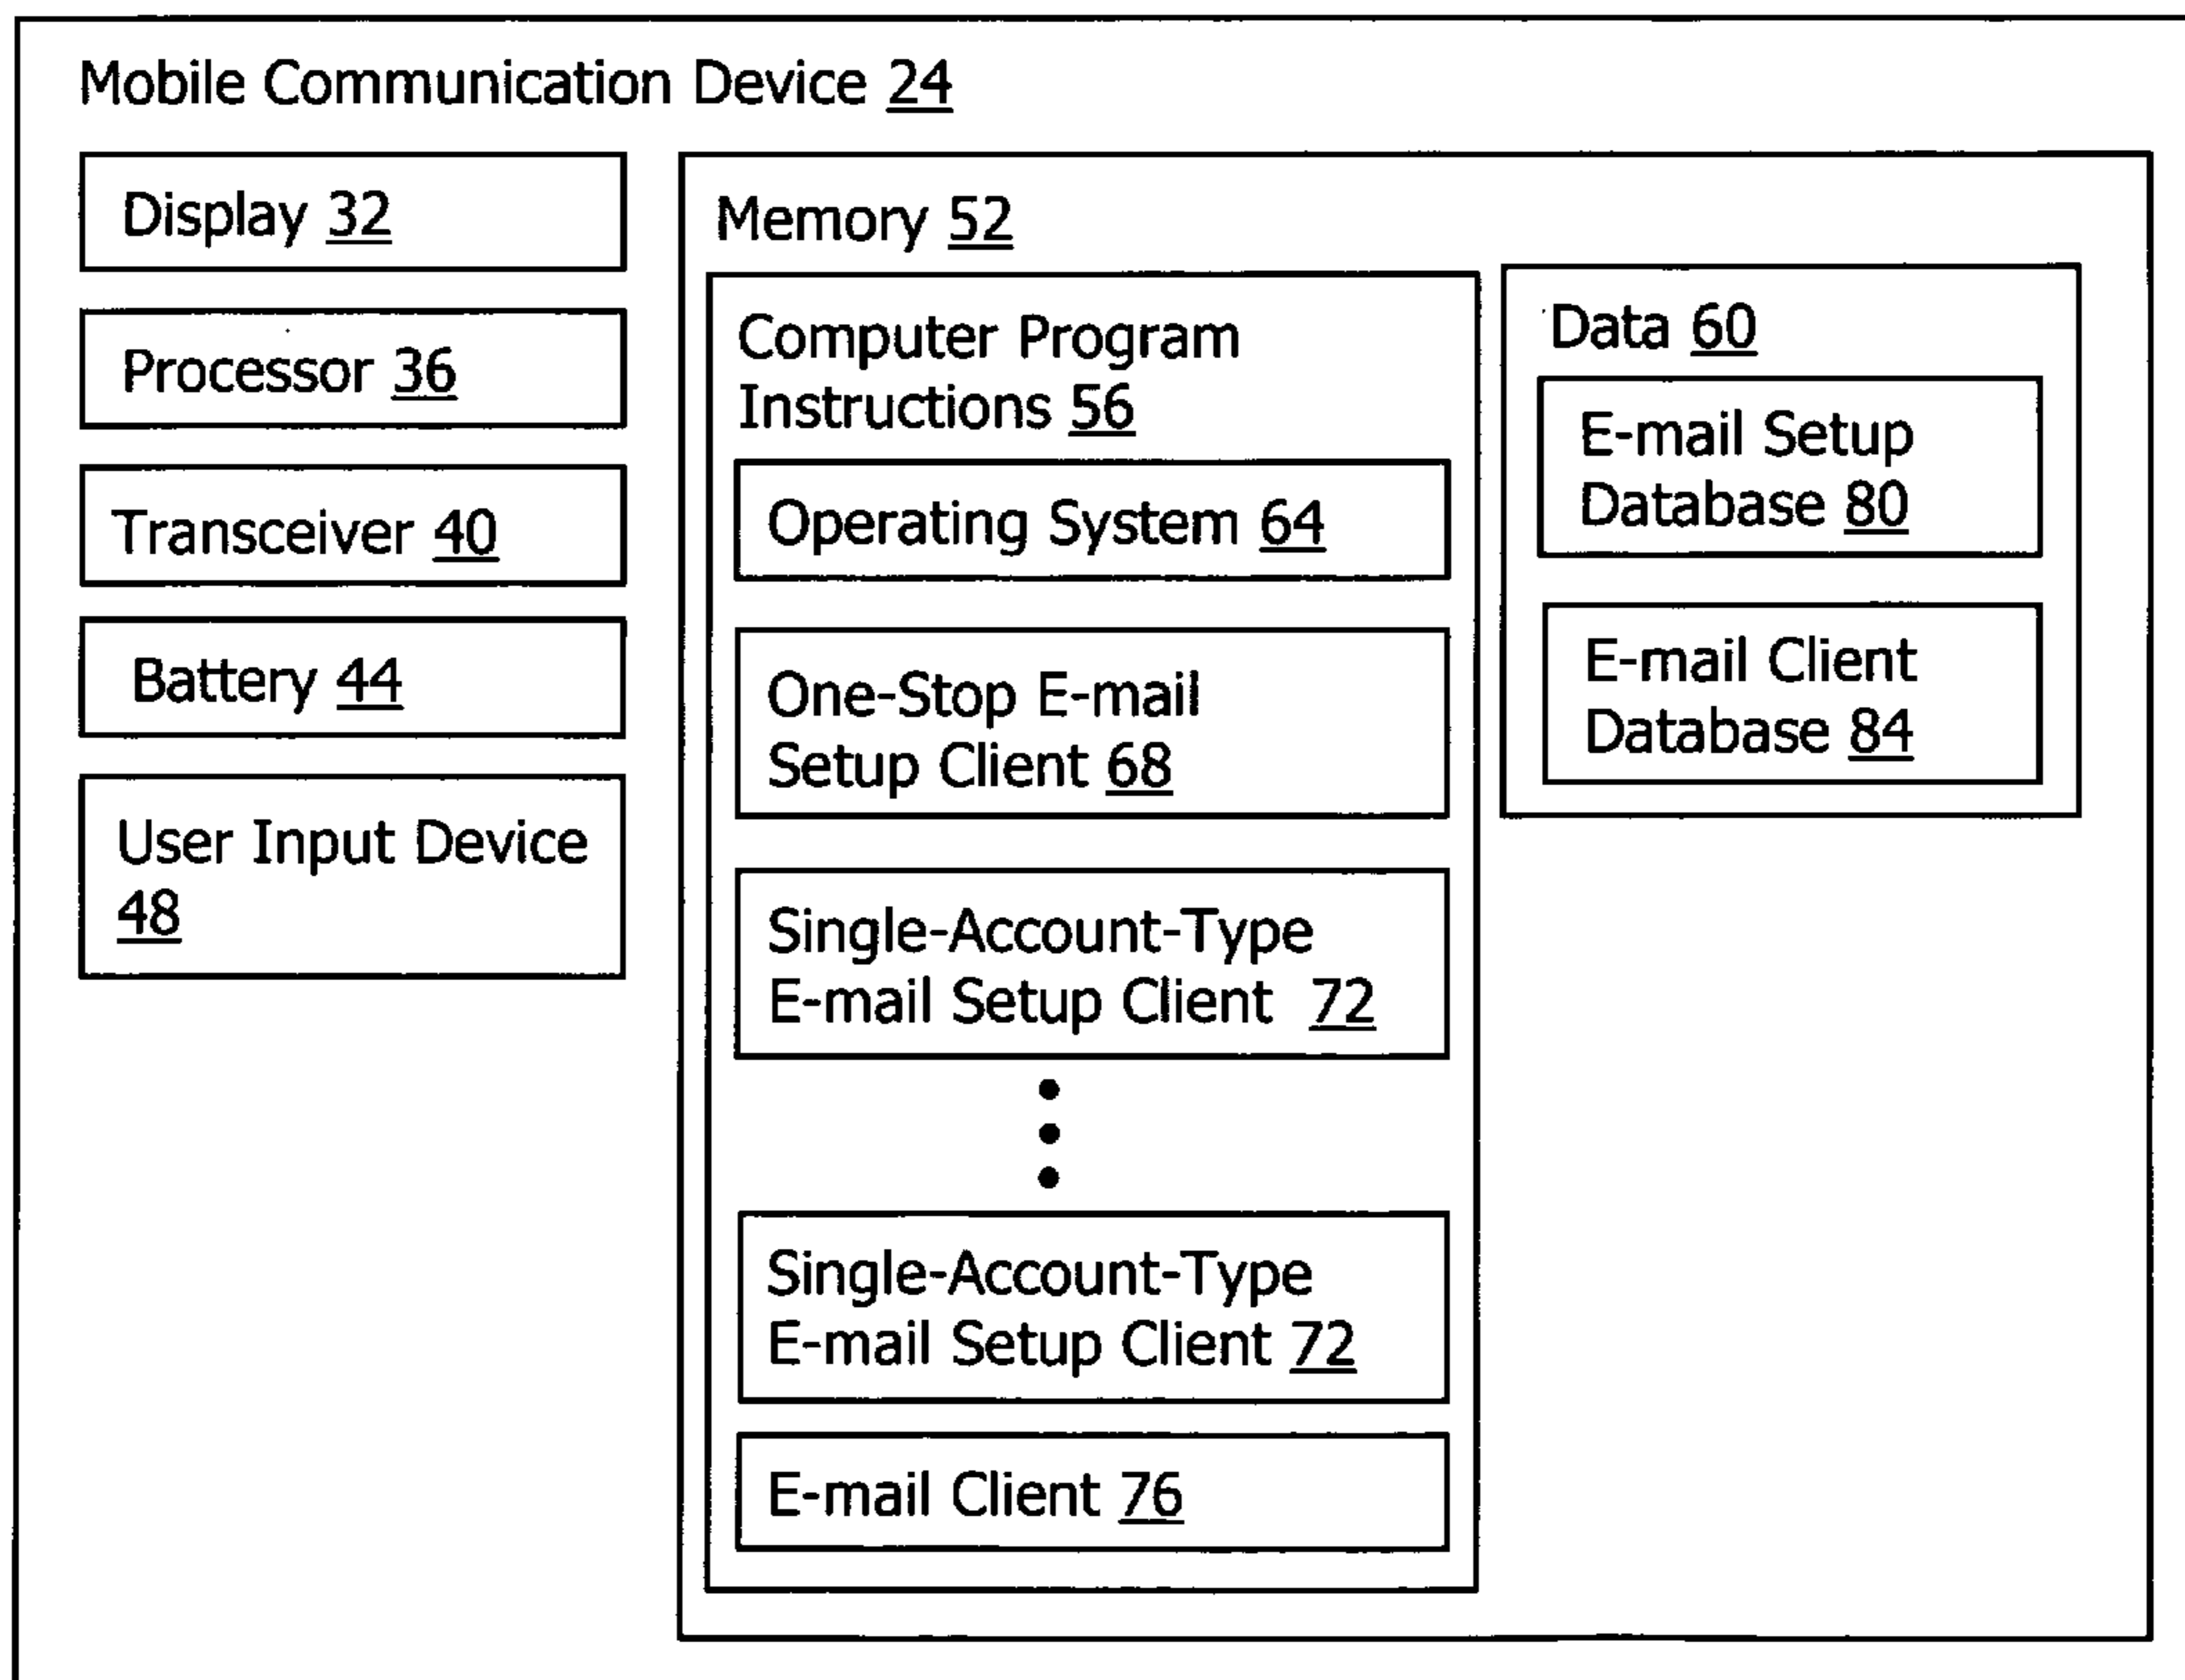 Mobile Communication Device 24
Display 32
Processor 36
Transceiver 40
Battery 44
User Input Device
48
Memory 52
Computer Program
Instructions 56
Operating System 64
One-Stop E-mail
Setup Client 68
Single-Account-Type
E-mail Setup Client 72
Single-Account-Type
E-mail Setup Client 72
E-mail Client 76
Data 60
E-mail Setup
Database 80
E-mail Client
Database 84